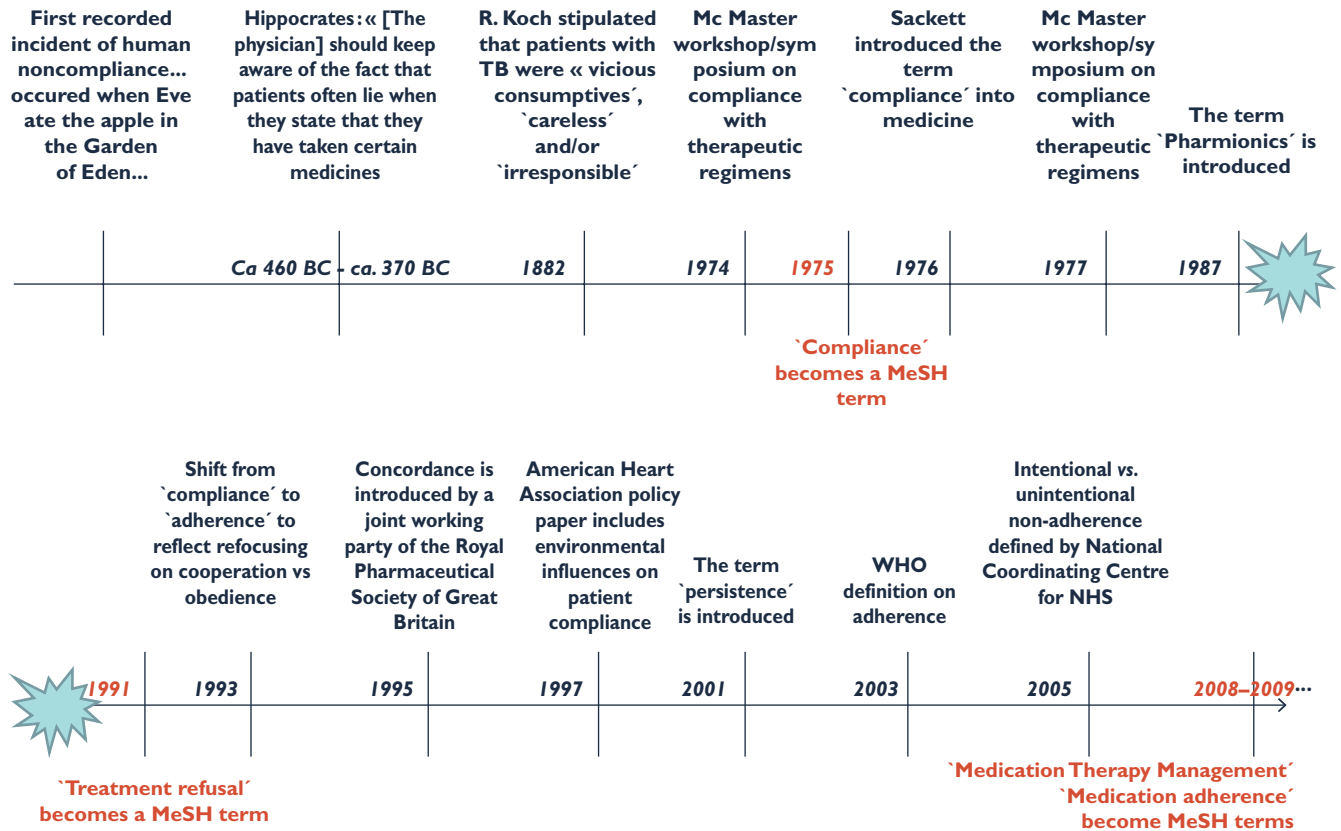 First recorded
incident of human
noncompliance...
occured when Eve
ate the apple in
the Garden
of Eden...
Hippocrates: « [The
physician] should keep
aware of the fact that
patients often lie when
they state that they
have taken certain
medicines
R. Koch stipulated
that patients with
TB were « vicious
consumptives´,
`careless´
and/or
`irresponsible´
Mc Master
workshop/sym
posium on
compliance
with
therapeutic
regimens
Sackett
introduced the
term
`compliance´ into
medicine
Mc Master
workshop/sy
mposium on
compliance
with
therapeutic
regimens
The term
`Pharmionics´ is
introduced
Ca 460 BC - ca. 370 BC
1882
1974
1975
1976
1977
1987
`Compliance´
becomes a MeSH
term
Shift from
`compliance´ to
`adherence´ to
reflect refocusing
on cooperation vs
obedience
Concordance is
introduced by a
joint working
party of the Royal
Pharmaceutical
Society of Great
Britain
American Heart
Association policy
paper includes
environmental
influences on
patient
compliance
The term
`persistence´
is introduced
WHO
definition on
adherence
Intentional vs.
unintentional
non-adherence
defined by National
Coordinating Centre
for NHS
1991
1993
1995
1997
2001
2003
2005
2008–2009...
`Treatment refusal´
becomes a MeSH term
`Medication Therapy Management´
`Medication adherence´
become MeSH terms